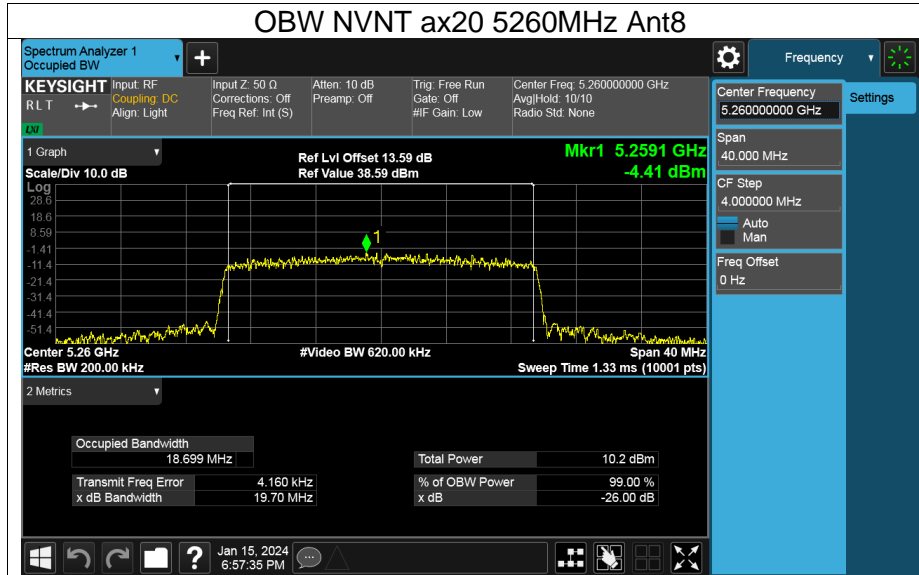 OBW NVNT ax20 5260MHz Ant8
Spectrum Analyzer 1
Occupied BW
+
Frequency
KEYSIGHT
R L T
LXI
Input: RF
Coupling: DC
Align: Light
Input Z: 50 Ω
Corrections: Off
Freq Ref: Int (S)
Atten: 10 dB
Preamp: Off
Trig: Free Run
Gate: Off
#IF Gain: Low
Center Freq: 5.260000000 GHz
Avg|Hold: 10/10
Radio Std: None
Center Frequency
5.260000000 GHz
Settings
Span
40.000 MHz
CF Step
4.000000 MHz
Auto
Man
Freq Offset
0 Hz
1 Graph
Scale/Div 10.0 dB
Ref Lvl Offset 13.59 dB
Ref Value 38.59 dBm
Mkr1 5.2591 GHz
-4.41 dBm
Log
28.6
18.6
8.59
-1.41
-11.4
-21.4
-31.4
-41.4
-51.4
1
Center 5.26 GHz
#Video BW 620.00 kHz
Span 40 MHz
#Res BW 200.00 kHz
Sweep Time 1.33 ms (10001 pts)
2 Metrics
Occupied Bandwidth
18.699 MHz
Total Power 10.2 dBm
Transmit Freq Error 4.160 kHz
% of OBW Power 99.00 %
x dB Bandwidth 19.70 MHz
x dB -26.00 dB
?
Jan 15, 2024
6:57:35 PM